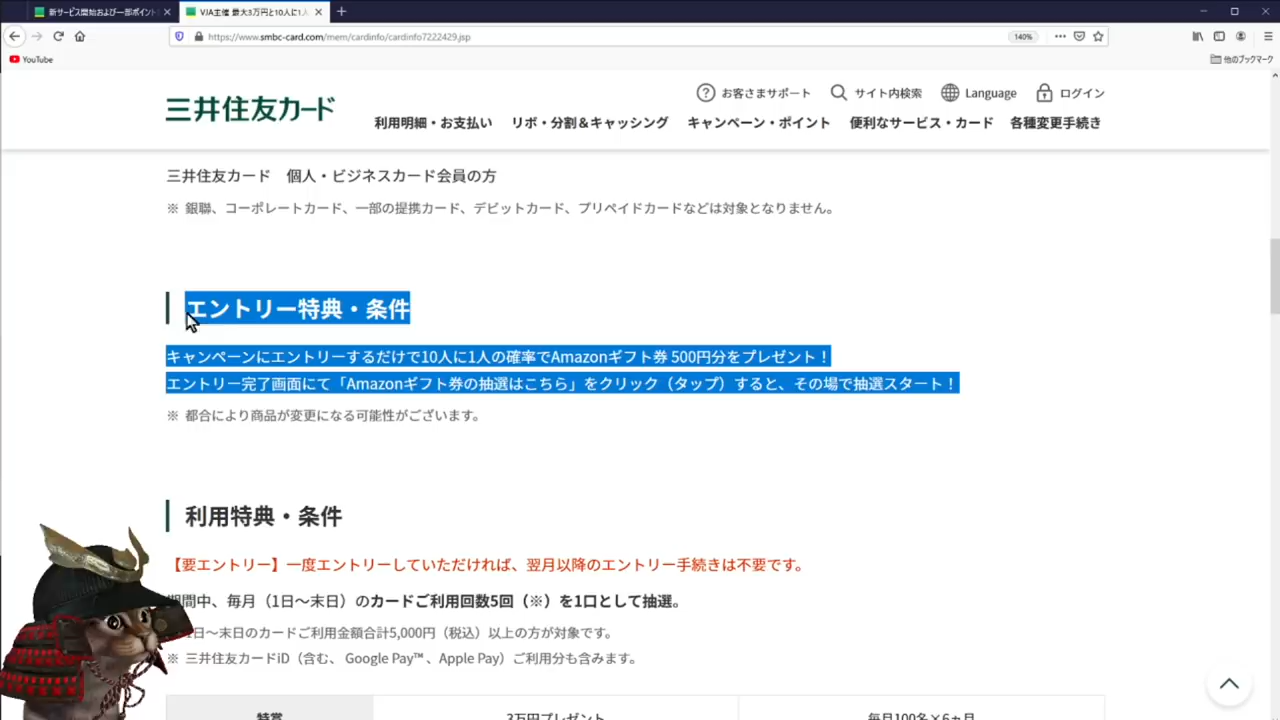 新サービス開始および一部ポイント
VJA主催 最大3万円と10人に1人
https://www.smbc-card.com/mem/cardinfo/cardinfo7222429.jsp
140%
YouTube
他のブックマーク
三井住友カード
お客さまサポート サイト内検索 Language ログイン
利用明細・お支払い リボ・分割&キャッシング キャンペーン・ポイント 便利なサービス・カード 各種変更手続き
三井住友カード 個人・ビジネスカード会員の方
※ 銀聯、コーポレートカード、一部の提携カード、デビットカード、プリペイドカードなどは対象となりません。
エントリー特典・条件
キャンペーンにエントリーするだけで10人に1人の確率でAmazonギフト券 500円分をプレゼント!
エントリー完了画面にて「Amazonギフト券の抽選はこちら」をクリック(タップ)すると、その場で抽選スタート!
※ 都合により商品が変更になる可能性がございます。
利用特典・条件
【要エントリー】一度エントリーしていただければ、翌月以降のエントリー手続きは不要です。
期間中、毎月(1日~末日)のカードご利用回数5回(※)を1口として抽選。
日~末日のカードご利用金額合計5,000円(税込)以上の方が対象です。
※ 三井住友カードiD(含む、Google Pay™、Apple Pay)ご利用分も含みます。
特賞 3万円プレゼント 毎月100名×6ヵ月